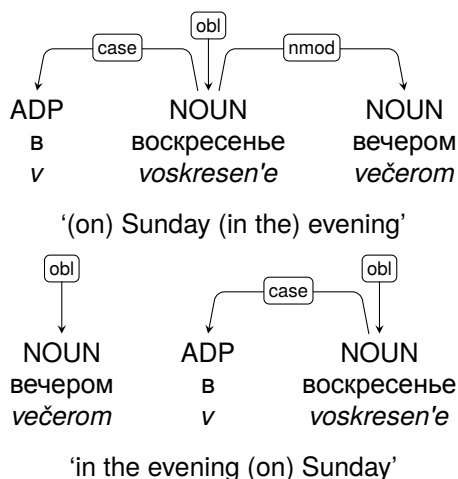 obl
case nmod
ADP NOUN NOUN
в воскресенье вечером
v voskresen'e večerom
‘(on) Sunday (in the) evening’
obl obl
case
NOUN ADP NOUN
вечером в воскресенье
večerom v voskresen'e
‘in the evening (on) Sunday’